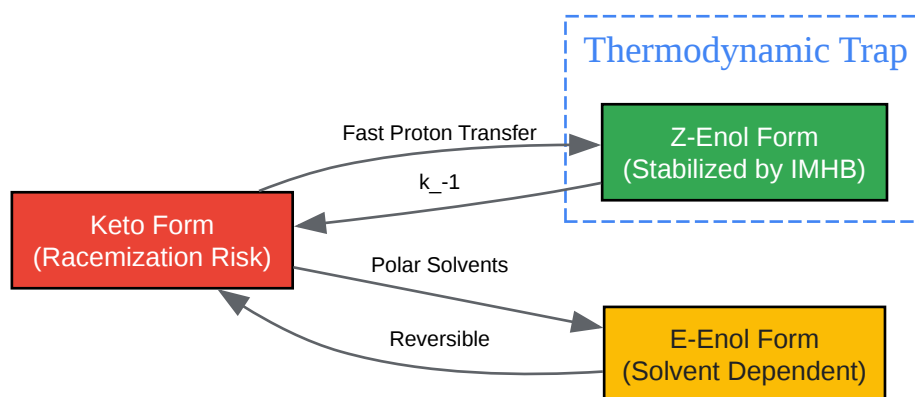 Thermodynamic Trap
Fast Proton Transfer
Z-Enol Form
(Stabilized by IMHB)
k_-1
Keto Form
(Racemization Risk)
Polar Solvents
Reversible
E-Enol Form
(Solvent Dependent)